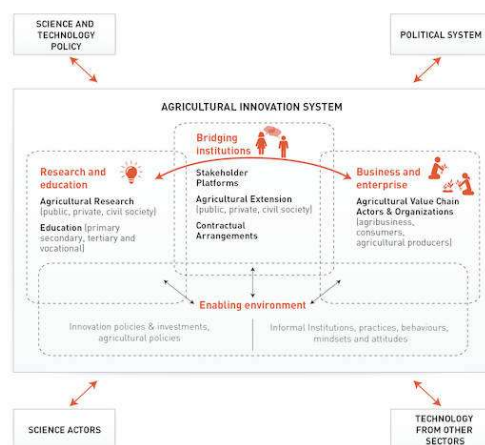 SCIENCE AND
TECHNOLOGY
POLICY
POLITICAL SYSTEM
AGRICULTURAL INNOVATION SYSTEM
Bridging
institutions
Research and
education
Business and
enterprise
Stakeholder
Platforms
Agricultural Research
(public, private, civil society)
Education (primary
secondary, tertiary and
vocational)
Agricultural Extension
(public, private, civil society)
Contractual
Arrangements
Agricultural Value Chain
Actors & Organizations
(agribusiness,
consumers,
agricultural producers)
Enabling environment
Innovation policies & investments,
agricultural policies
Informal Institutions, practices, behaviours,
mindsets and attitudes
SCIENCE ACTORS
TECHNOLOGY
FROM OTHER
SECTORS